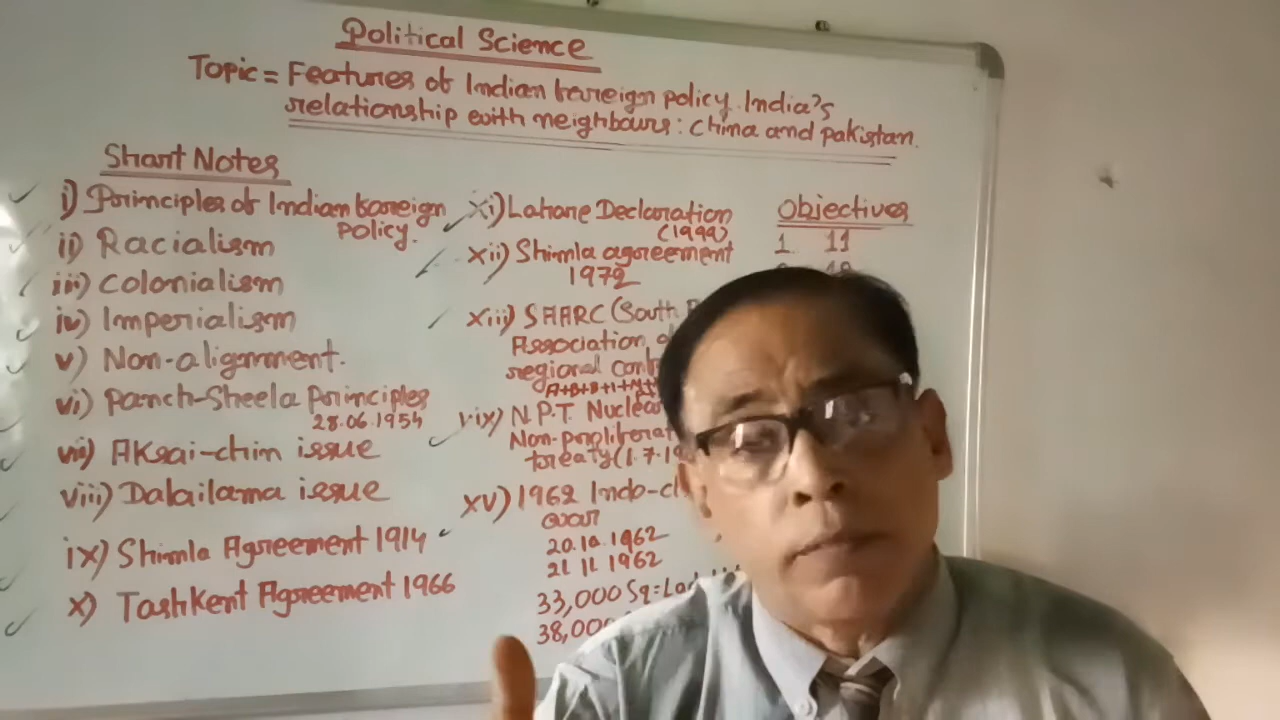 Political Science
Topic = Features of Indian foreign policy. India's
relationship with neighbours: China and pakistan.
Short Notes
i) Principles of Indian foreign
policy.
ii) Racialism
iii) Colonialism
iv) Imperialism
v) Non-alignment.
vi) Panch-Sheela Principles
28.06.1954
vii) Aksai-chin issue
viii) Dalailama issue
ix) Shimla Agreement 1914
x) Tashkent Agreement 1966
xi) Lahore Declaration
(1999)
xii) Shimla agreement
1972
xiii) SAARC (South
Association
regional
A+B+B+I+M+
xiv) N.P.T. Nuclear
Non-proliferat
treaty (1.7.19
xv) 1962 Indo-
war
20.10.1962
21.11.1962
33,000 Sq=
38,000
Objectives
1. 11